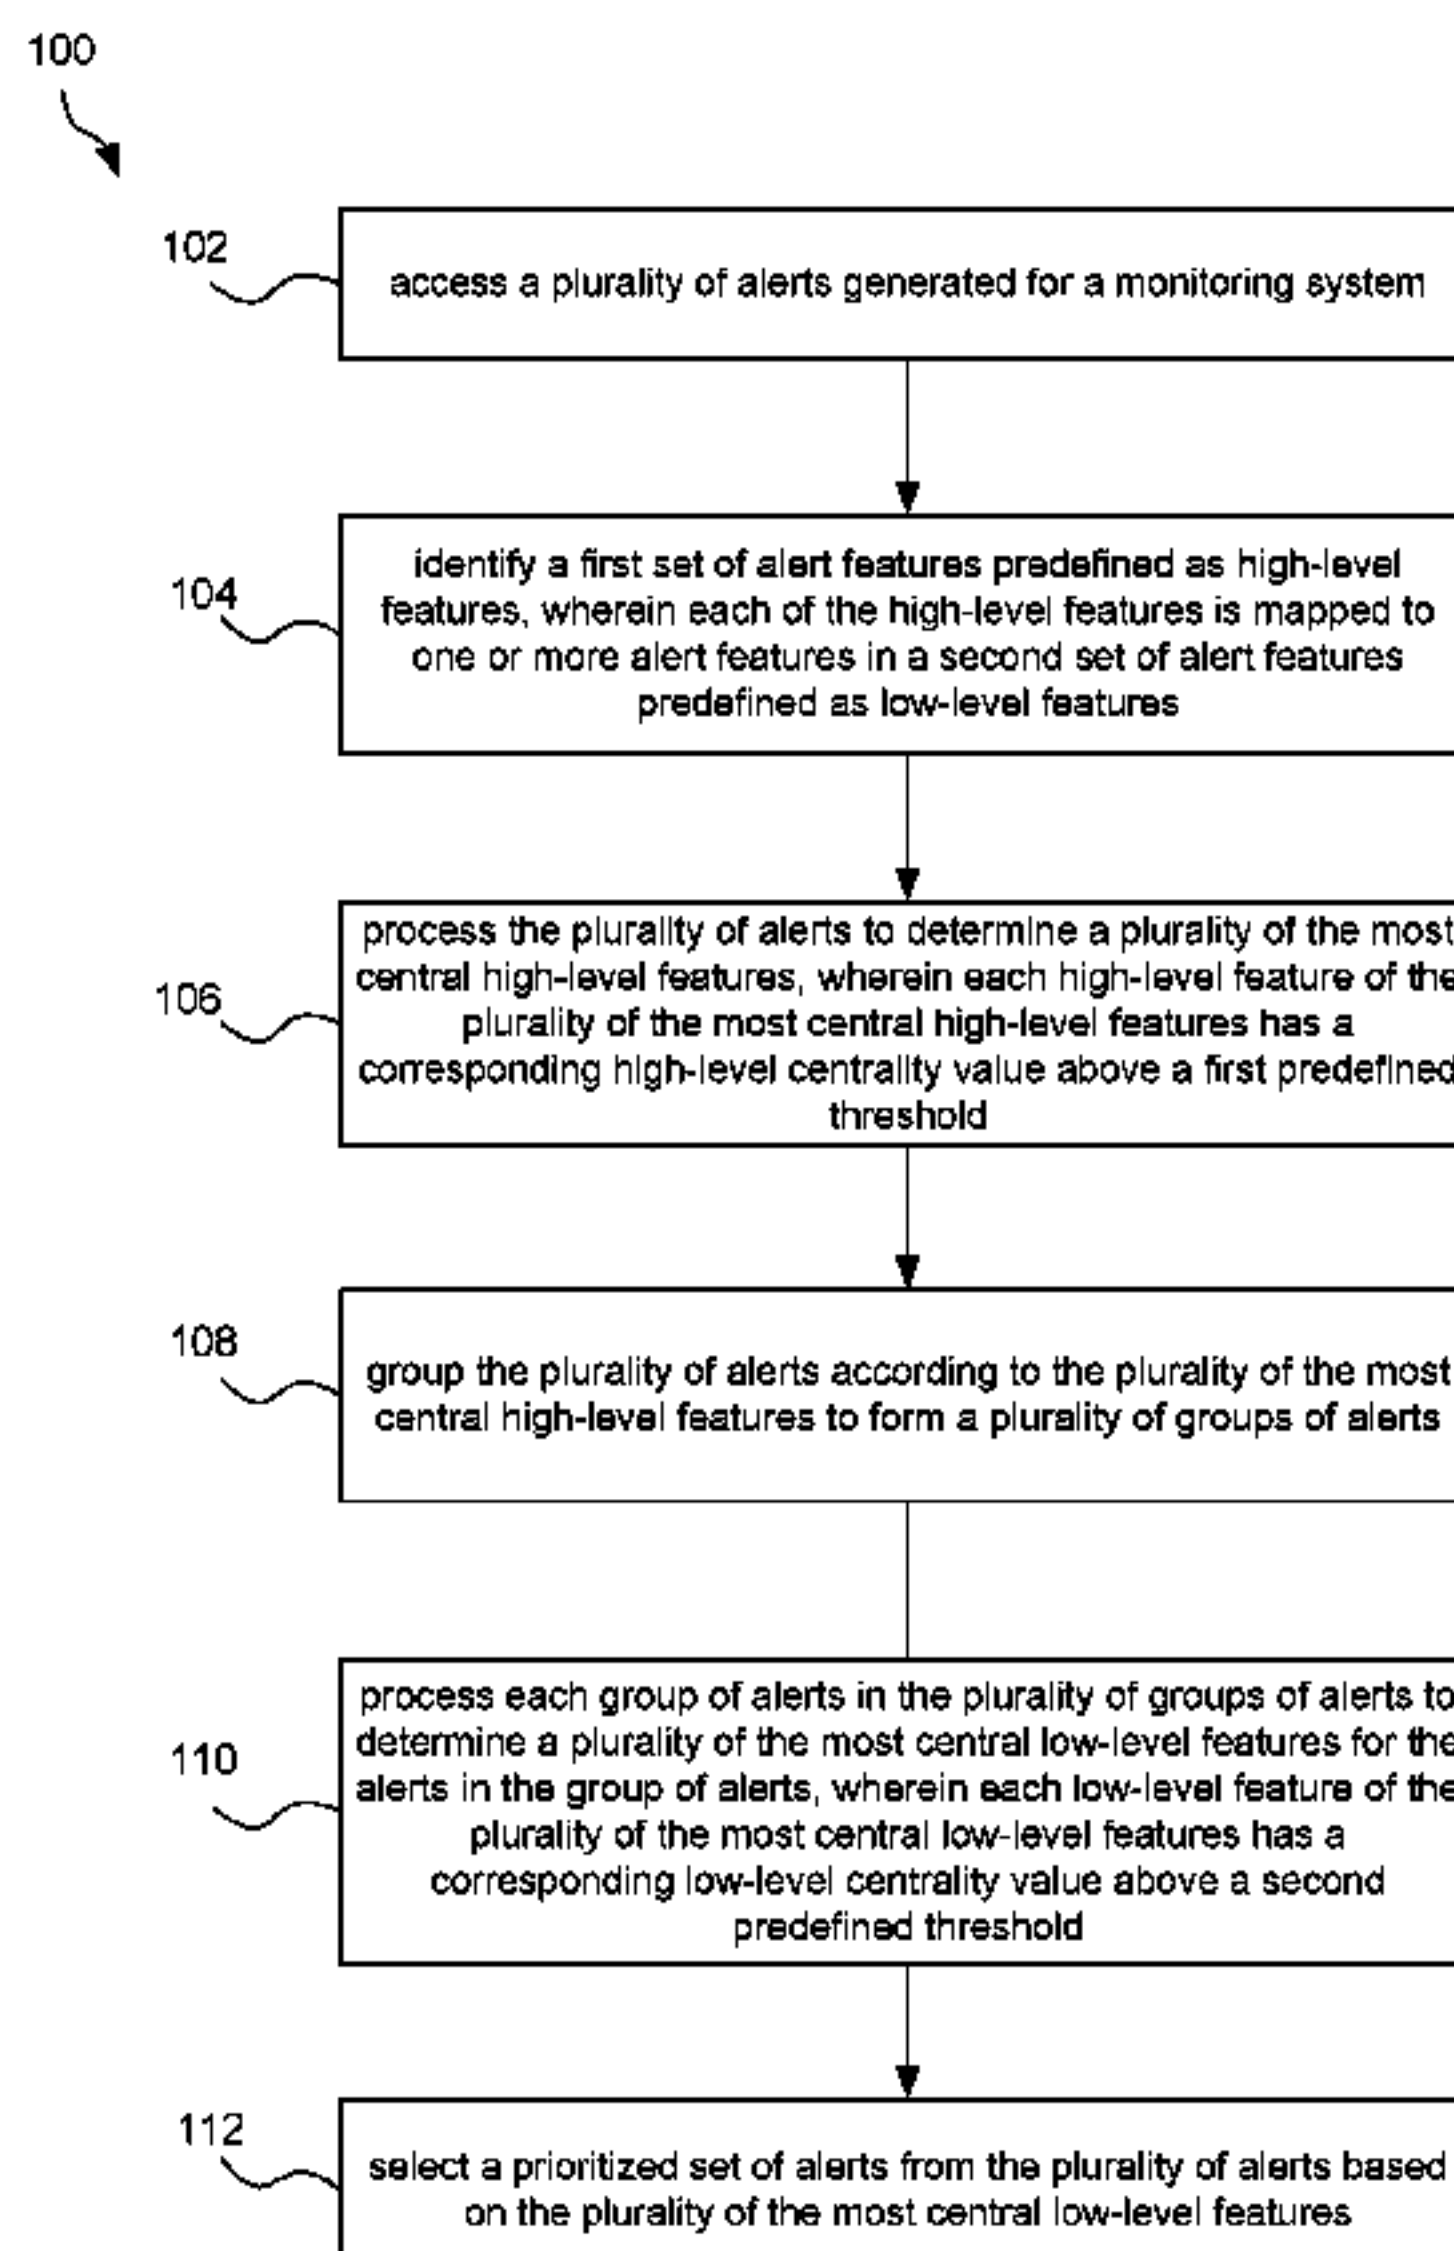 100
102
access a plurality of alerts generated for a monitoring system
104
identify a first set of alert features predefined as high-level
features, wherein each of the high-level features is mapped to
one or more alert features in a second set of alert features
predefined as low-level features
106
process the plurality of alerts to determine a plurality of the most
central high-level features, wherein each high-level feature of the
plurality of the most central high-level features has a
corresponding high-level centrality value above a first predefined
threshold
108
group the plurality of alerts according to the plurality of the most
central high-level features to form a plurality of groups of alerts
110
process each group of alerts in the plurality of groups of alerts to
determine a plurality of the most central low-level features for the
alerts in the group of alerts, wherein each low-level feature of the
plurality of the most central low-level features has a
corresponding low-level centrality value above a second
predefined threshold
112
select a prioritized set of alerts from the plurality of alerts based
on the plurality of the most central low-level features